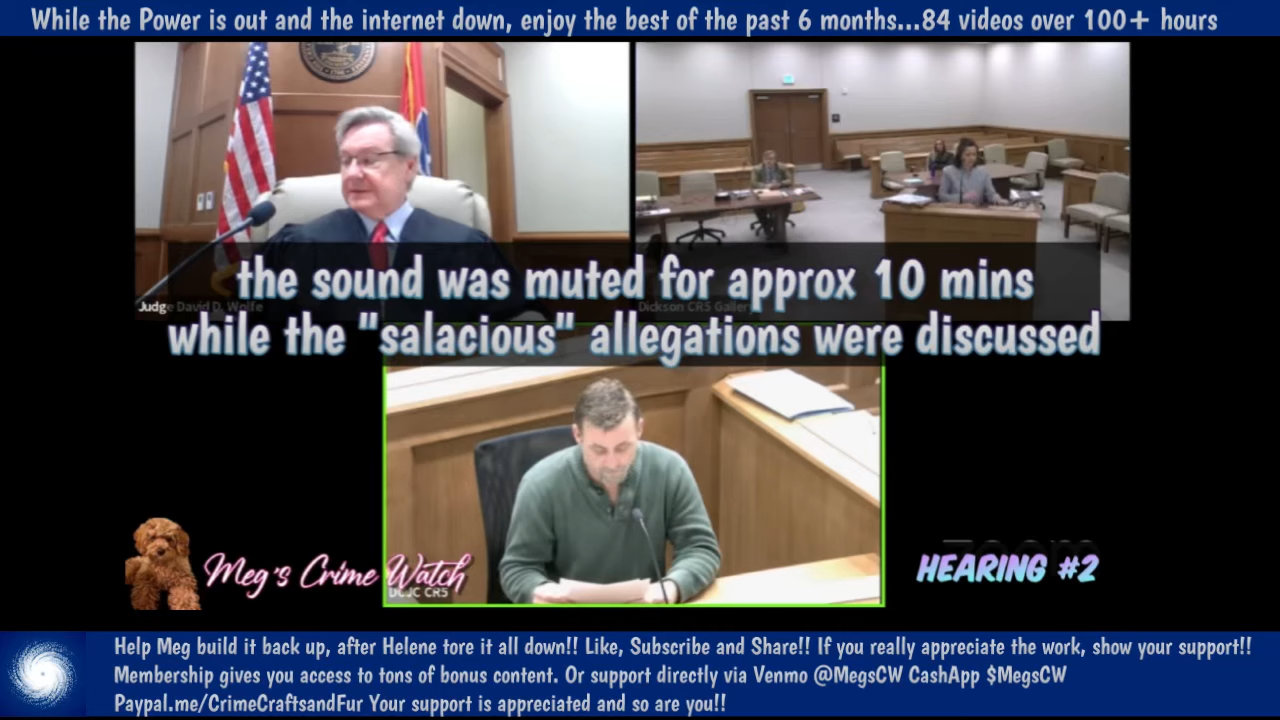 While the Power is out and the internet down, enjoy the best of the past 6 months...84 videos over 100+ hours
the sound was muted for approx 10 mins
Judge David D. Wolfe
Dickson CR5 Gallery
while the "salacious" allegations were discussed
Meg's Crime Watch
HEARING #2
DCJC CR5
Help Meg build it back up, after Helene tore it all down!! Like, Subscribe and Share!! If you really appreciate the work, show your support!!
Membership gives you access to tons of bonus content. Or support directly via Venmo @MegsCW CashApp $MegsCW
Paypal.me/CrimeCraftsandFur Your support is appreciated and so are you!!